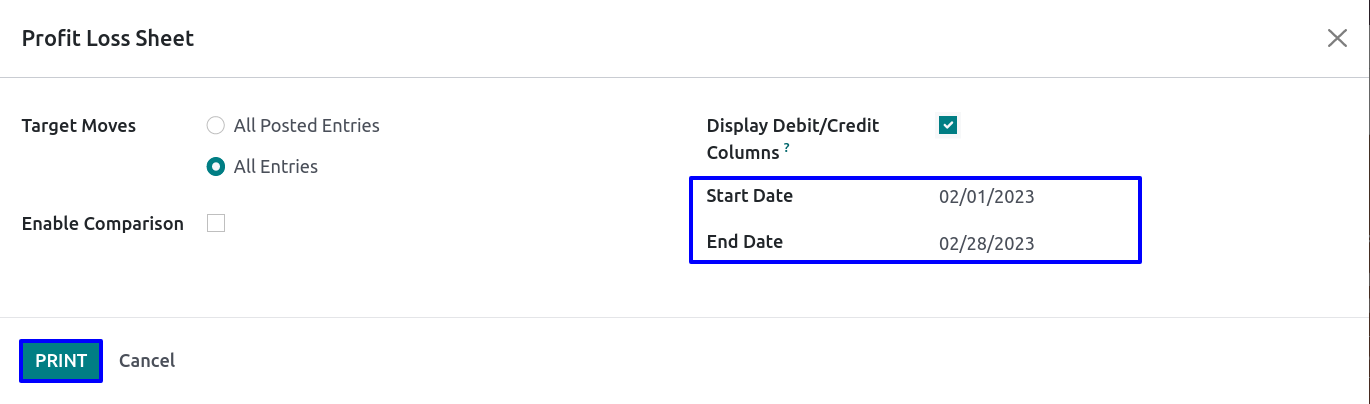 Profit Loss Sheet
Target Moves
All Posted Entries
All Entries
Enable Comparison
Display Debit/Credit
Columns ?
Start Date 02/01/2023
End Date 02/28/2023
PRINT Cancel